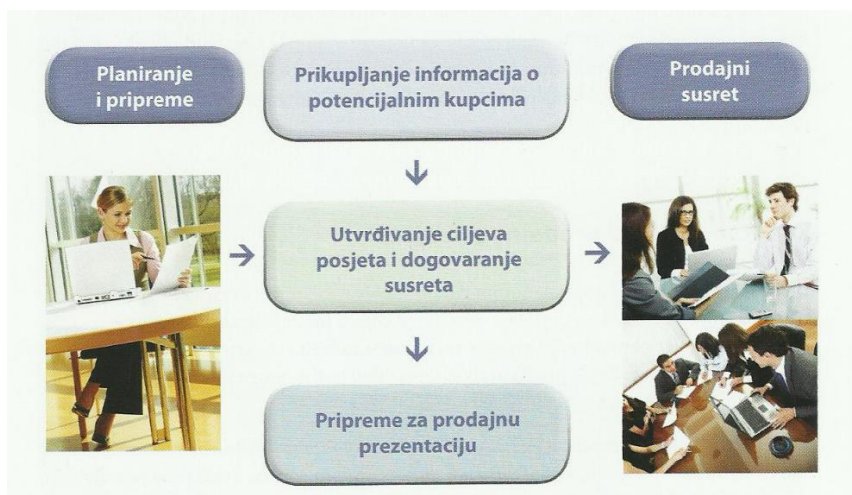 Planiranje
i pripreme
Prikupljanje informacija o
potencijalnim kupcima
Prodajni
susret
Utvrđivanje ciljeva
posjeta i dogovaranje
susreta
Pripreme za prodajnu
prezentaciju